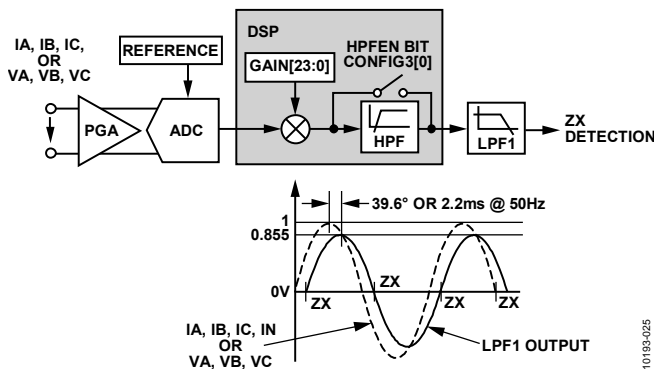 IA, IB, IC,
OR
VA, VB, VC
REFERENCE
PGA
ADC
DSP
GAIN[23:0]
HPFEN BIT
CONFIG3[0]
HPF
LPF1
ZX
DETECTION
39.6° OR 2.2ms @ 50Hz
1
0.855
0V
ZX
ZX
ZX
ZX
IA, IB, IC, IN
OR
VA, VB, VC
LPF1 OUTPUT
10193-025